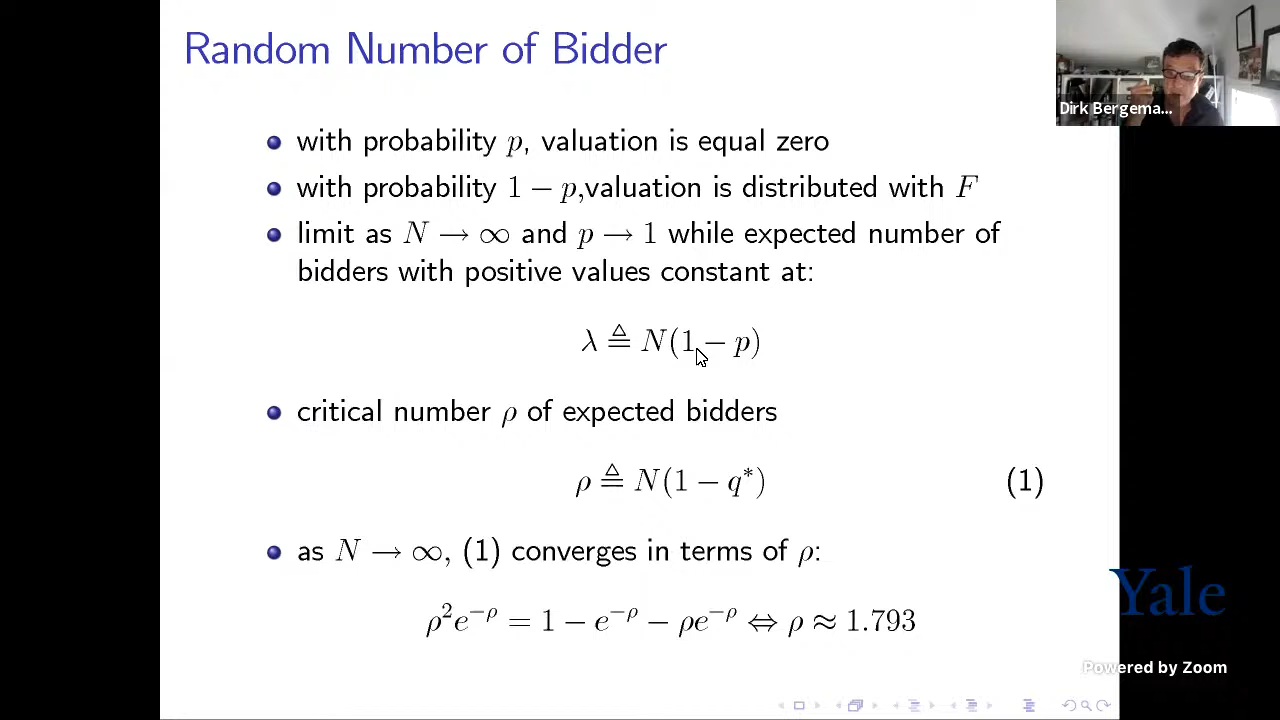 Random Number of Bidder
Dirk Bergema...
with probability p, valuation is equal zero
with probability 1 − p,valuation is distributed with F
limit as N → ∞ and p → 1 while expected number of
bidders with positive values constant at:
λ ≜ N(1 − p)
critical number ρ of expected bidders
ρ ≜ N(1 − q*) (1)
as N → ∞, (1) converges in terms of ρ:
ρ²e^{−ρ} = 1 − e^{−ρ} − ρe^{−ρ} ⇔ ρ ≈ 1.793
Yale
Powered by Zoom